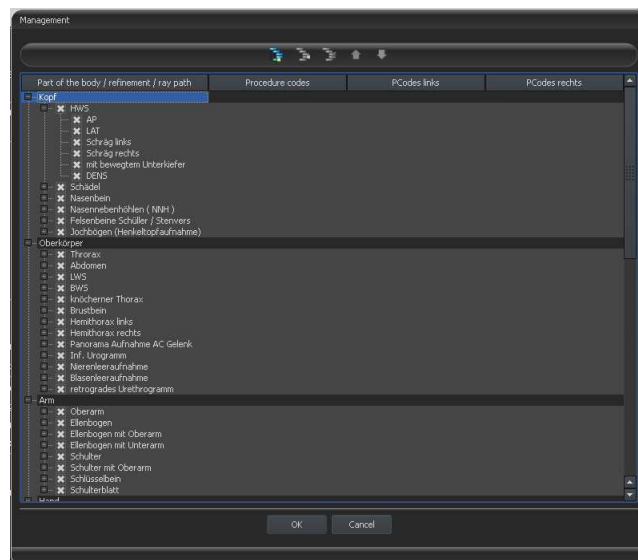 Management
Part of the body / refinement / ray path Procedure codes PCodes links PCodes rechts
Kopf
HWS
AP
LAT
Schräg links
Schräg rechts
mit bewegtem Unterkiefer
DENS
Schädel
Nasenbein
Nasennebenhöhlen ( NNH )
Felsenbeine Schüller / Stenvers
Jochbögen (Henkeltopfaufnahme)
Oberkörper
Throrax
Abdomen
LWS
BWS
knöcherner Thorax
Brustbein
Hemithorax links
Hemithorax rechts
Panorama Aufnahme AC Gelenk
Inf. Urogramm
Nierenleeraufnahme
Blasenleeraufnahme
retrogrades Urethrogramm
Arm
Oberarm
Ellenbogen
Ellenbogen mit Oberarm
Ellenbogen mit Unterarm
Schulter
Schulter mit Oberarm
Schlüsselbein
Schulterblatt
Hand
OK Cancel